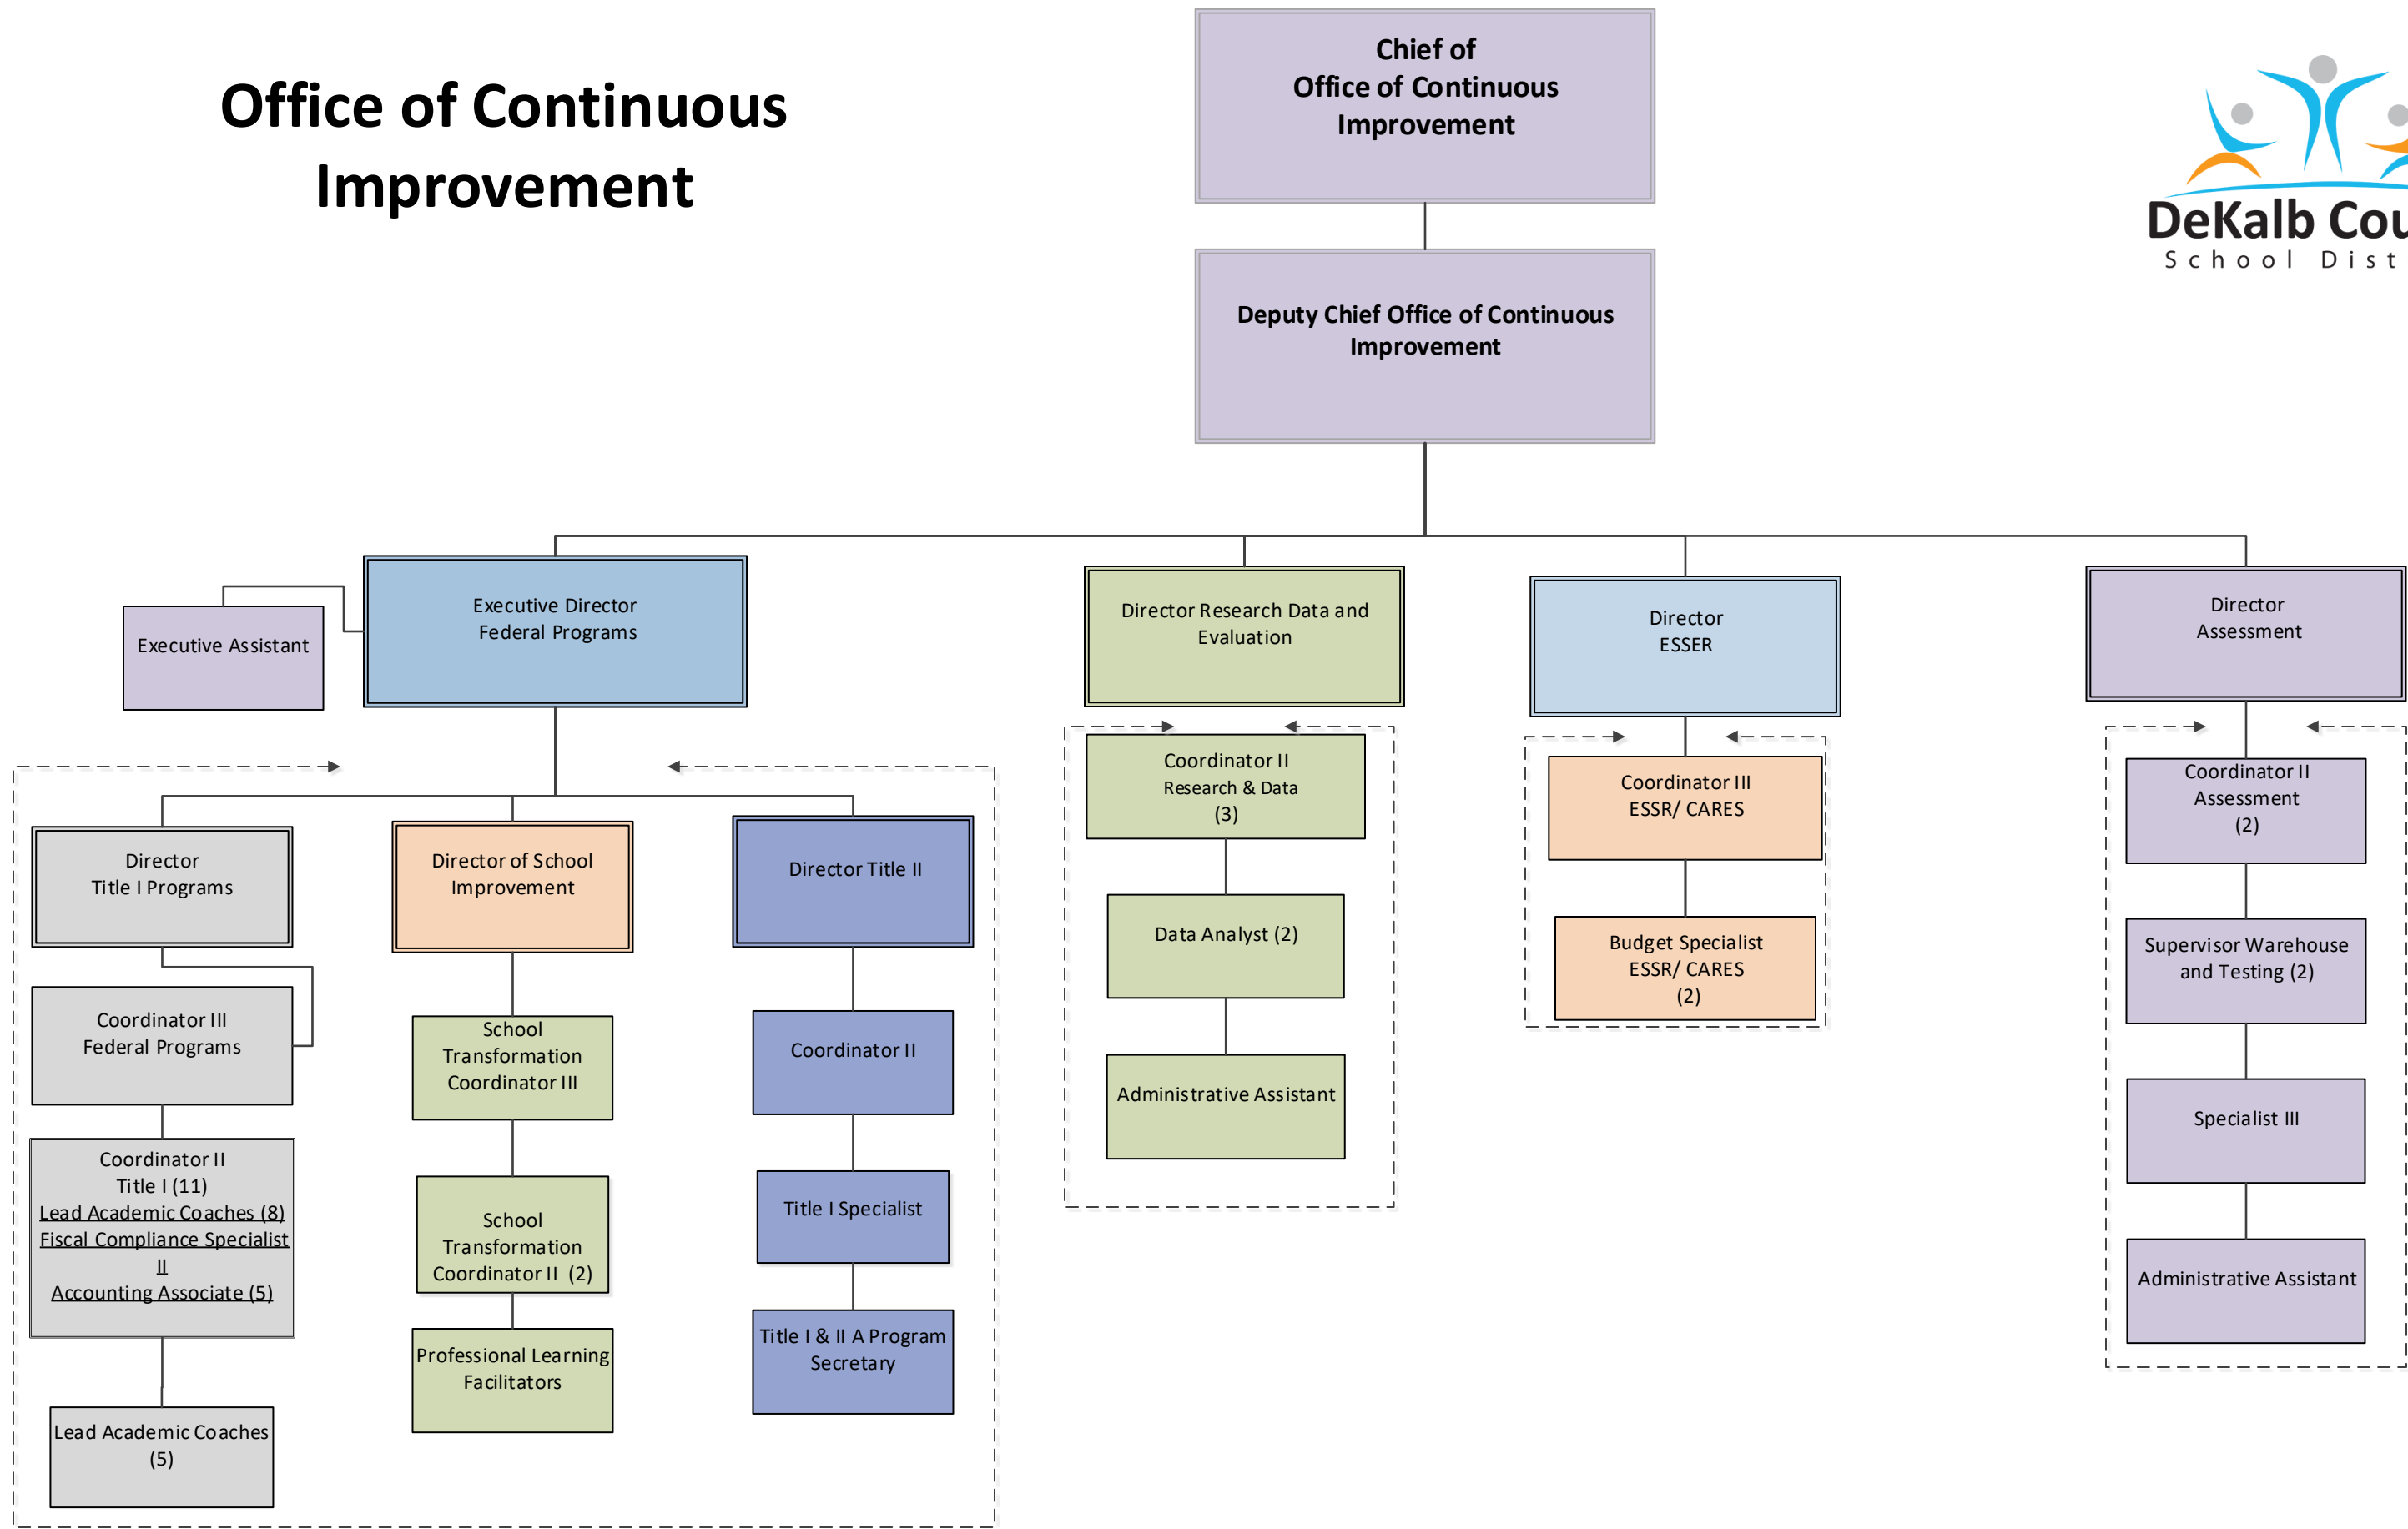 Office of Continuous
Improvement
Chief of
Office of Continuous
Improvement
DeKalb Cou
School Dist
Deputy Chief Office of Continuous
Improvement
Executive Assistant
Executive Director
Federal Programs
Director Research Data and
Evaluation
Director
ESSER
Director
Assessment
Director
Title I Programs
Coordinator III
Federal Programs
Coordinator II
Title I (11)
Lead Academic Coaches (8)
Fiscal Compliance Specialist
II
Accounting Associate (5)
Lead Academic Coaches
(5)
Director of School
Improvement
School
Transformation
Coordinator III
School
Transformation
Coordinator II (2)
Professional Learning
Facilitators
Director Title II
Coordinator II
Title I Specialist
Title I & II A Program
Secretary
Coordinator II
Research & Data
(3)
Data Analyst (2)
Administrative Assistant
Coordinator III
ESSR/ CARES
Budget Specialist
ESSR/ CARES
(2)
Coordinator II
Assessment
(2)
Supervisor Warehouse
and Testing (2)
Specialist III
Administrative Assistant